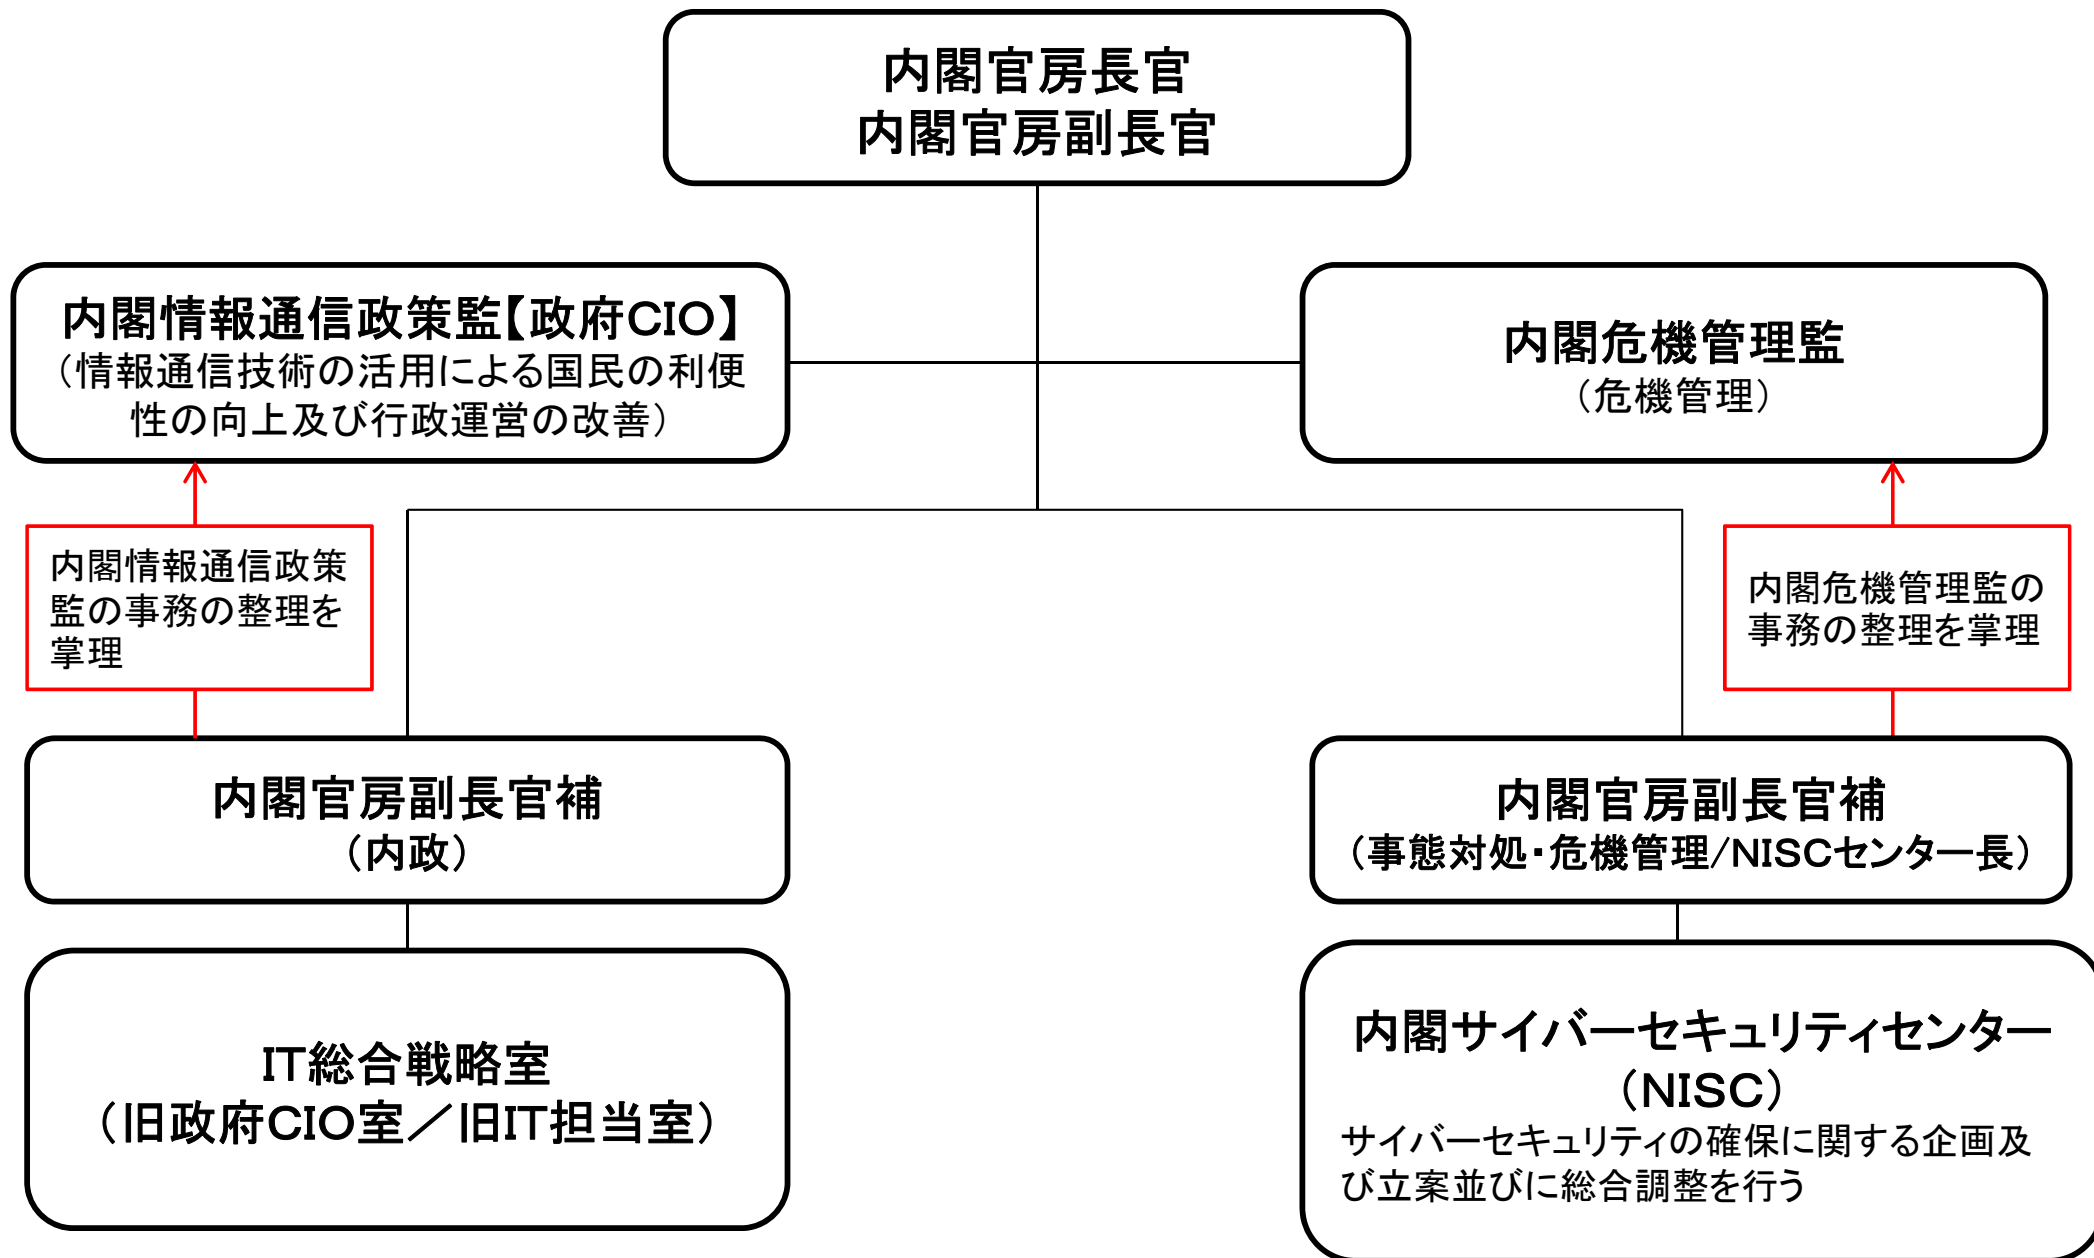 内閣官房長官
内閣官房副長官
内閣情報通信政策監【政府CIO】
（情報通信技術の活用による国民の利便
性の向上及び行政運営の改善）
内閣危機管理監
（危機管理）
内閣情報通信政策
監の事務の整理を
掌理
内閣危機管理監の
事務の整理を掌理
内閣官房副長官補
（内政）
内閣官房副長官補
（事態対処・危機管理/NISCセンター長）
IT総合戦略室
（旧政府CIO室／旧IT担当室）
内閣サイバーセキュリティセンター
（NISC）
サイバーセキュリティの確保に関する企画及
び立案並びに総合調整を行う